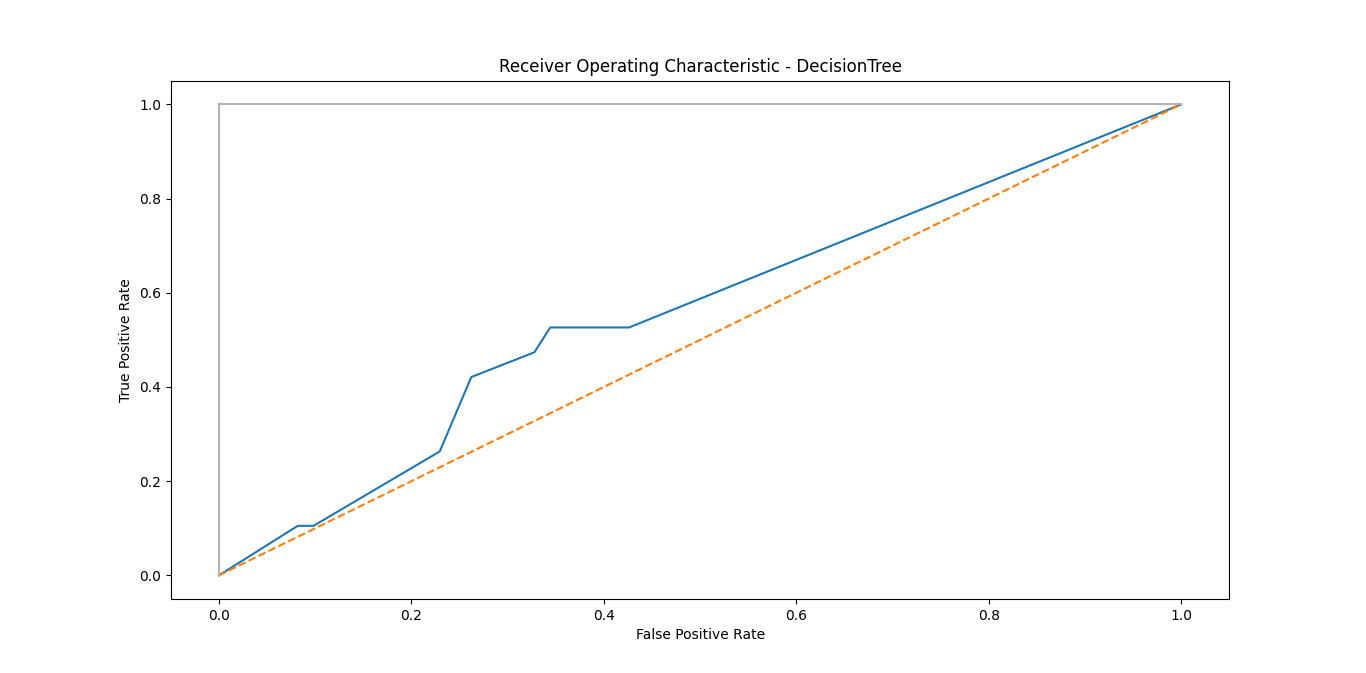 Receiver Operating Characteristic - DecisionTree
1.0
0.8
0.6
0.4
0.2
0.0
True Positive Rate
0.0 0.2 0.4 0.6 0.8 1.0
False Positive Rate